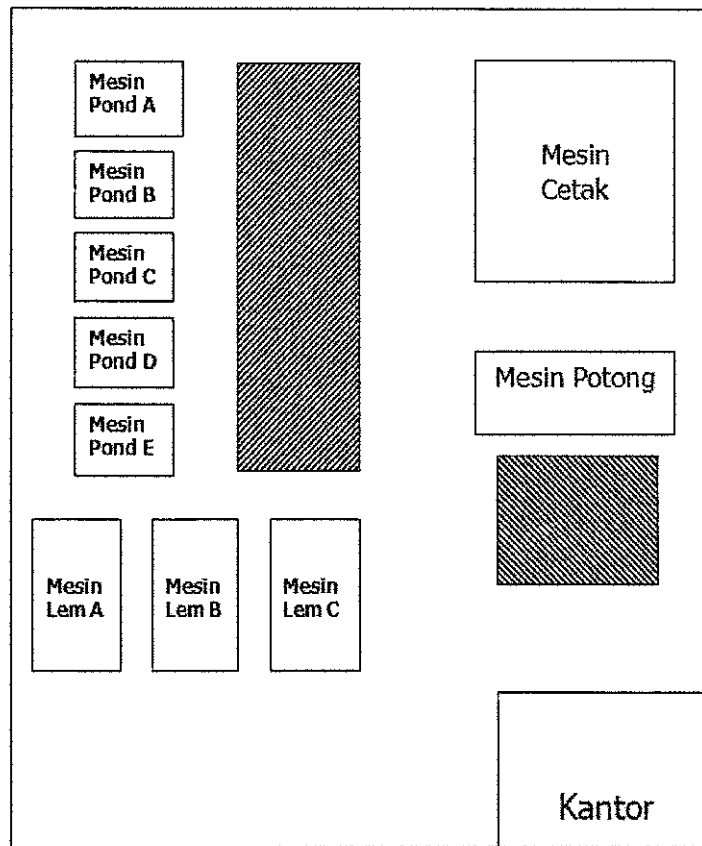 Mesin
Pond A
Mesin
Pond B
Mesin
Pond C
Mesin
Pond D
Mesin
Pond E
Mesin
Cetak
Mesin Potong
Mesin
Lem A
Mesin
Lem B
Mesin
Lem C
Kantor